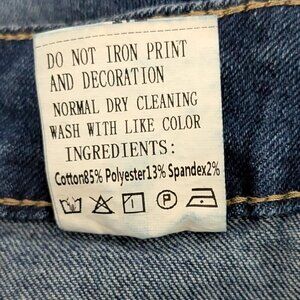 DO NOT IRON PRINT
AND DECORATION
NORMAL DRY CLEANING
WASH WITH LIKE COLOR
INGREDIENTS:
Cotton85% Polyester13% Spandex2%
P